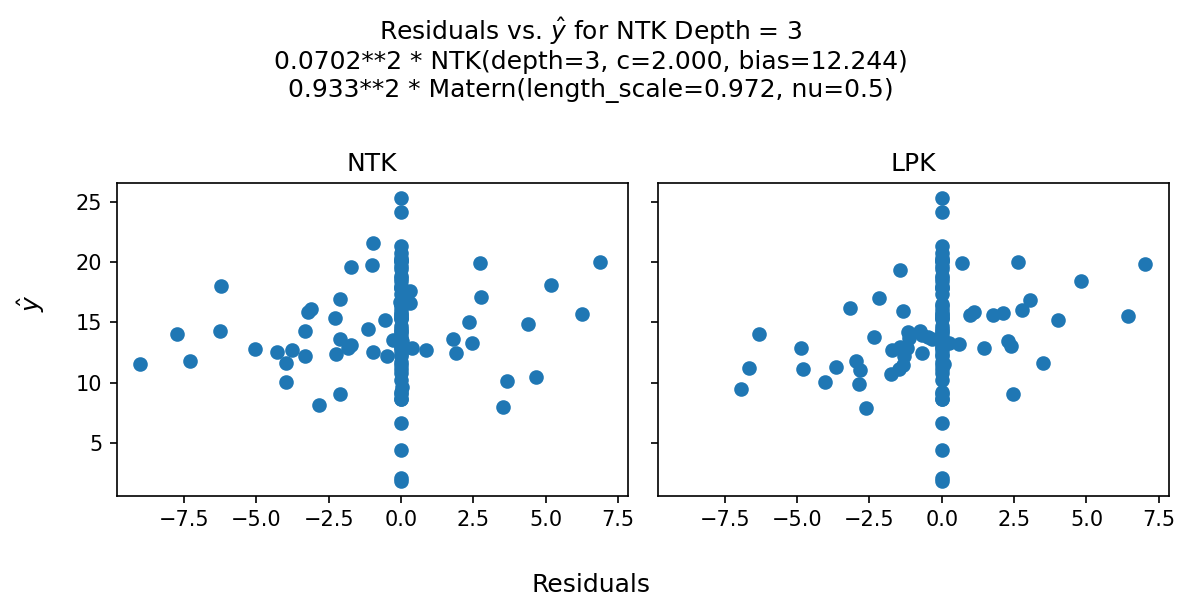 Residuals vs. ŷ for NTK Depth = 3
0.0702**2 * NTK(depth=3, c=2.000, bias=12.244)
0.933**2 * Matern(length_scale=0.972, nu=0.5)
NTK
LPK
25
20
15
10
5
ŷ
−7.5 −5.0 −2.5 0.0 2.5 5.0 7.5
−7.5 −5.0 −2.5 0.0 2.5 5.0 7.5
Residuals